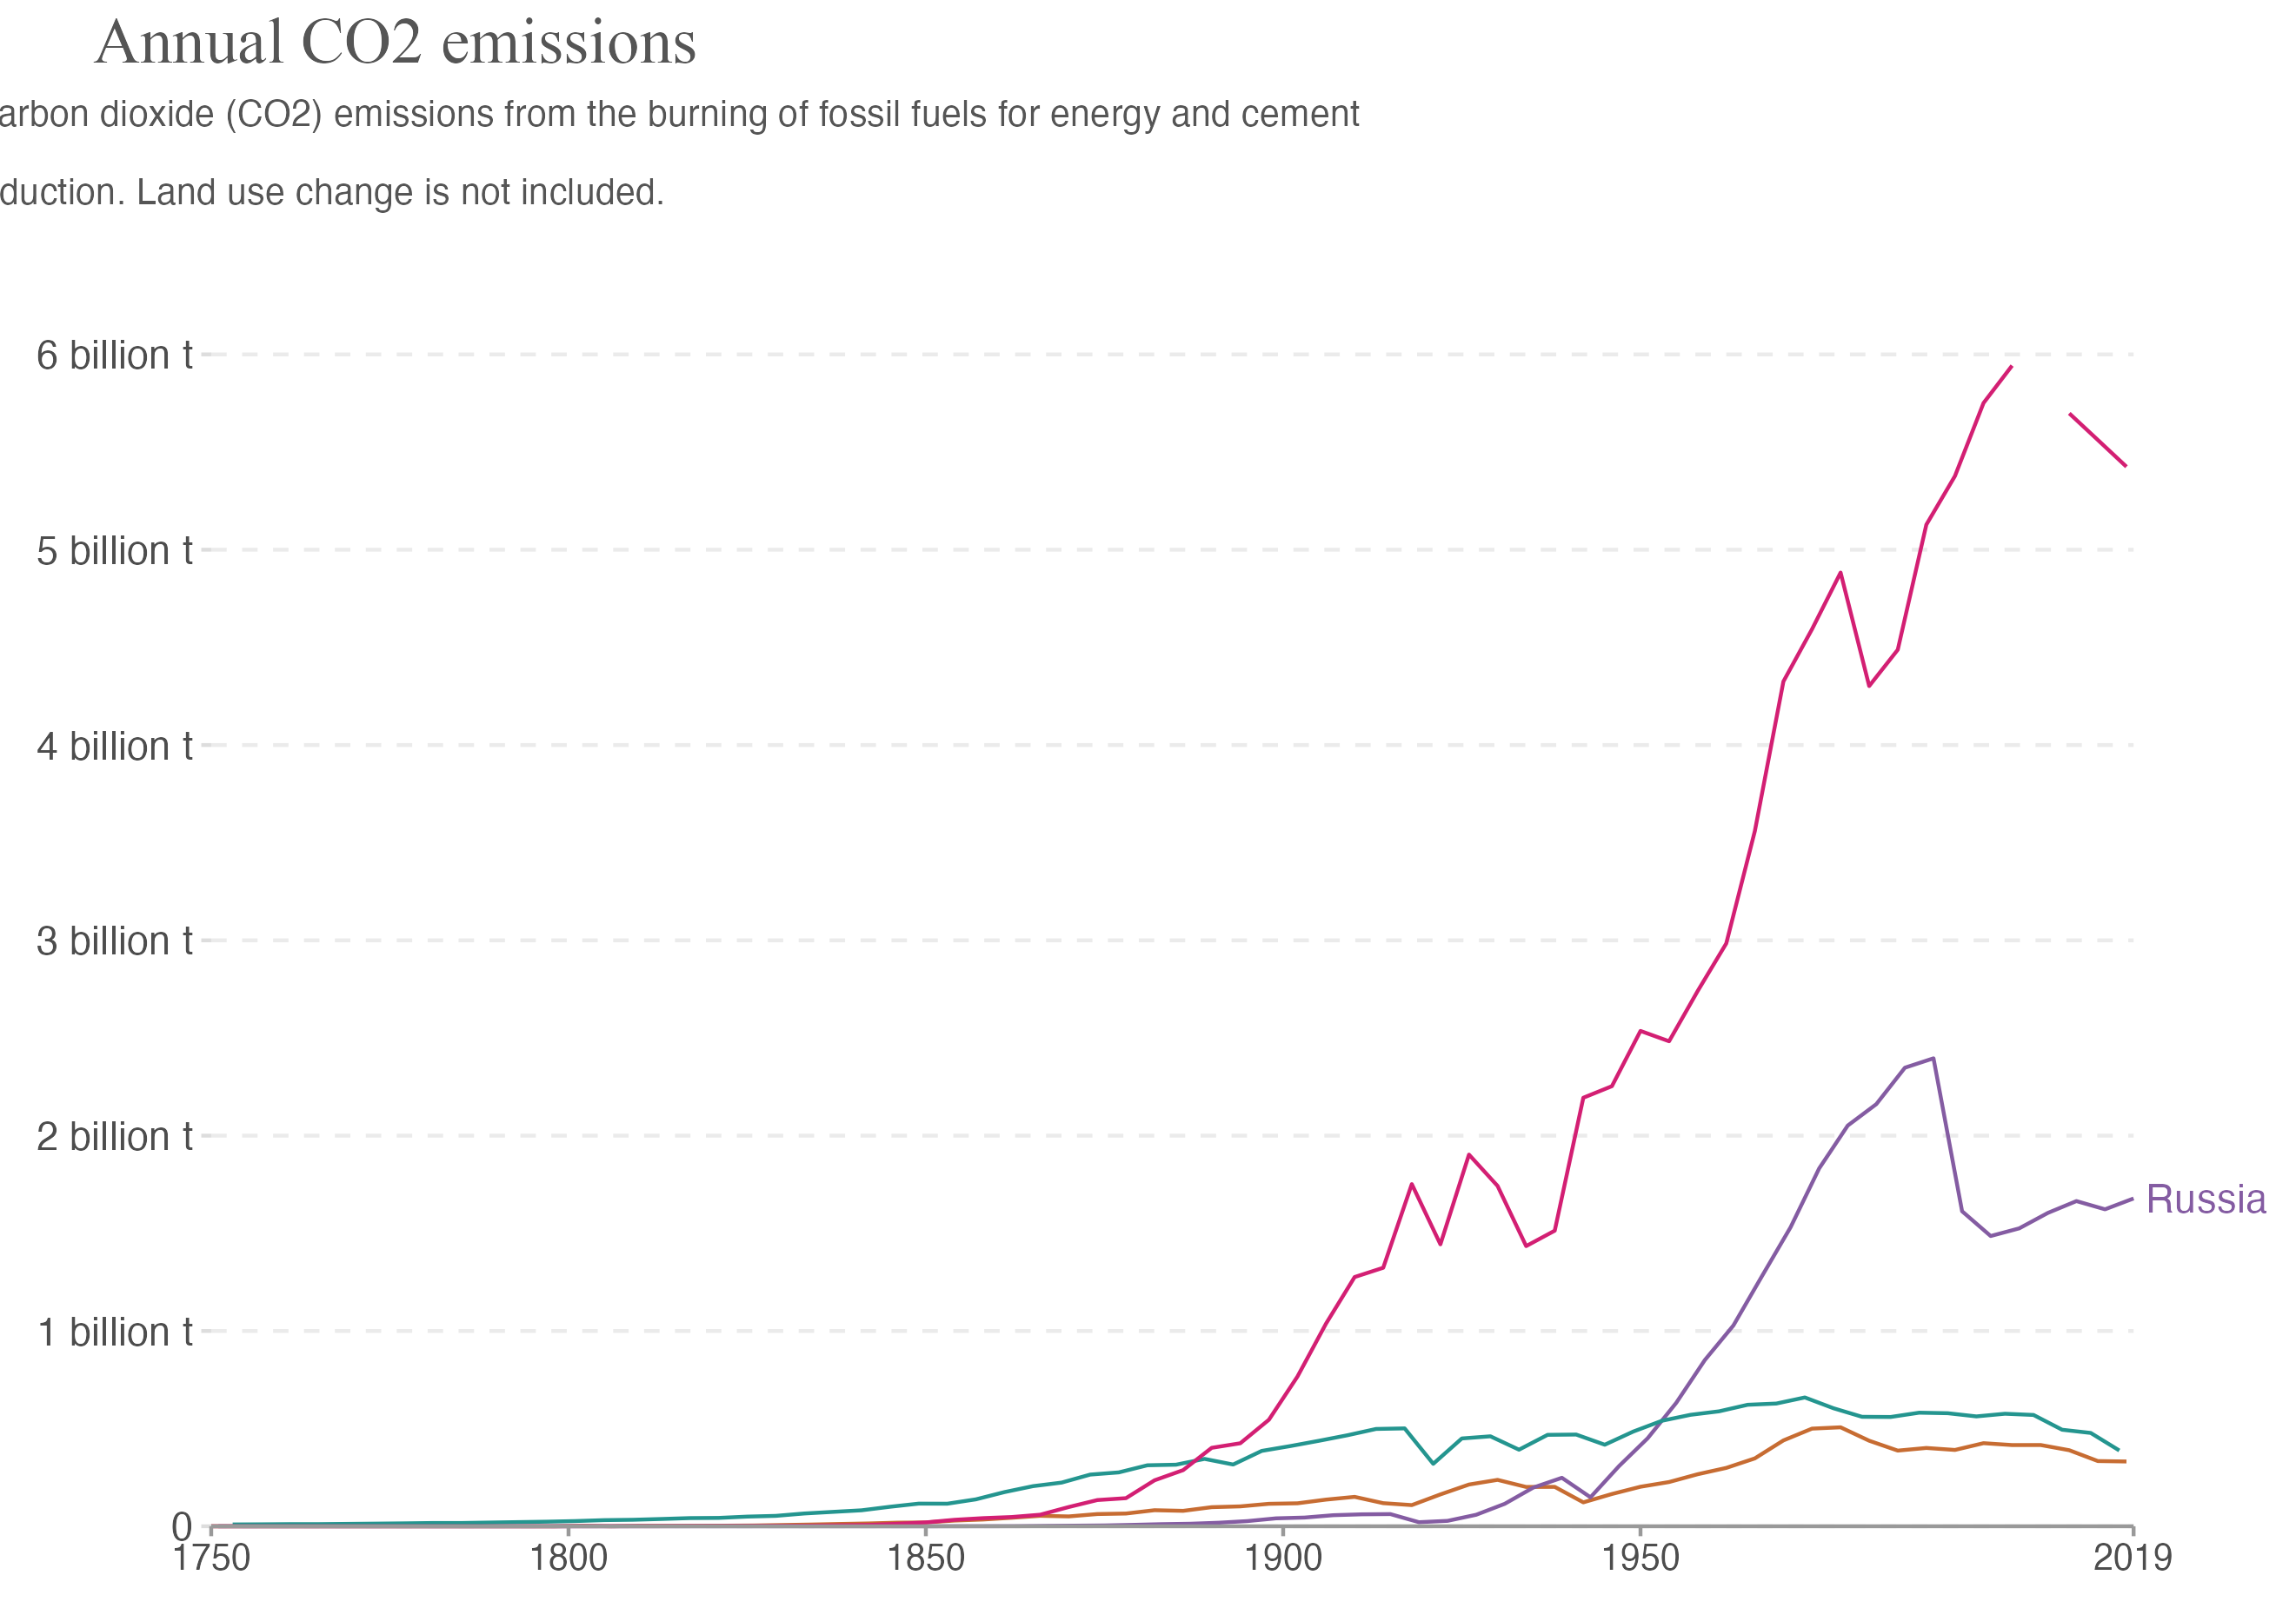 Annual CO2 emissions
arbon dioxide (CO2) emissions from the burning of fossil fuels for energy and cement
duction. Land use change is not included.
6 billion t
5 billion t
4 billion t
3 billion t
2 billion t
Russia
1 billion t
0
1750 1800 1850 1900 1950 2019